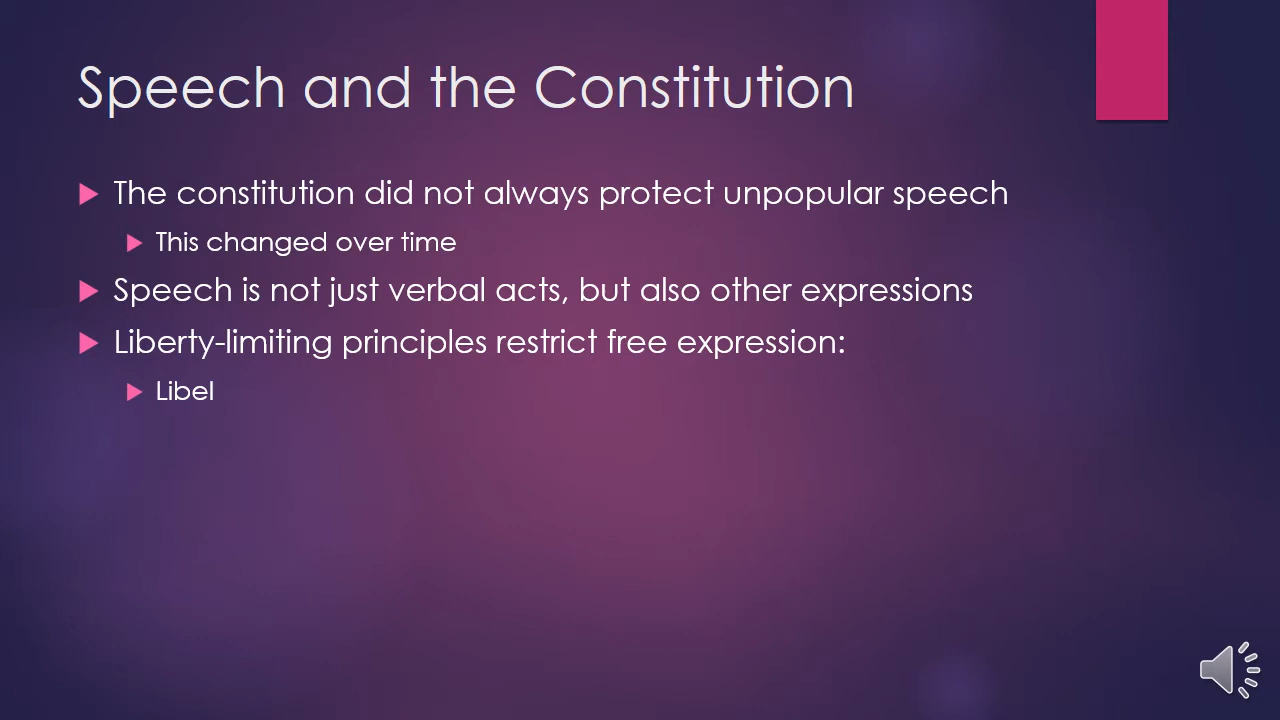 Speech and the Constitution
The constitution did not always protect unpopular speech
This changed over time
Speech is not just verbal acts, but also other expressions
Liberty-limiting principles restrict free expression:
Libel